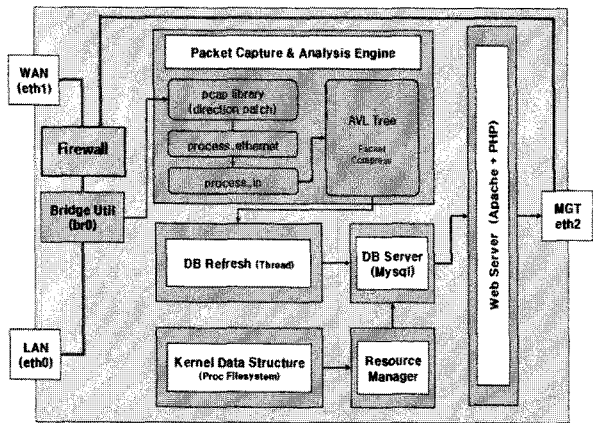 Packet Capture & Analysis Engine
WAN
(eth1)
pcap library
(direction patch)
AVL Tree
Packet
Compress
Firewall
process_ethernet
process_in
Bridge Util
(br0)
DB Refresh (Thread)
DB Server
(Mysql)
Web Server (Apache + PHP)
MGT
eth2
LAN
(eth0)
Kernel Data Structure
(Proc Filesystem)
Resource
Manager